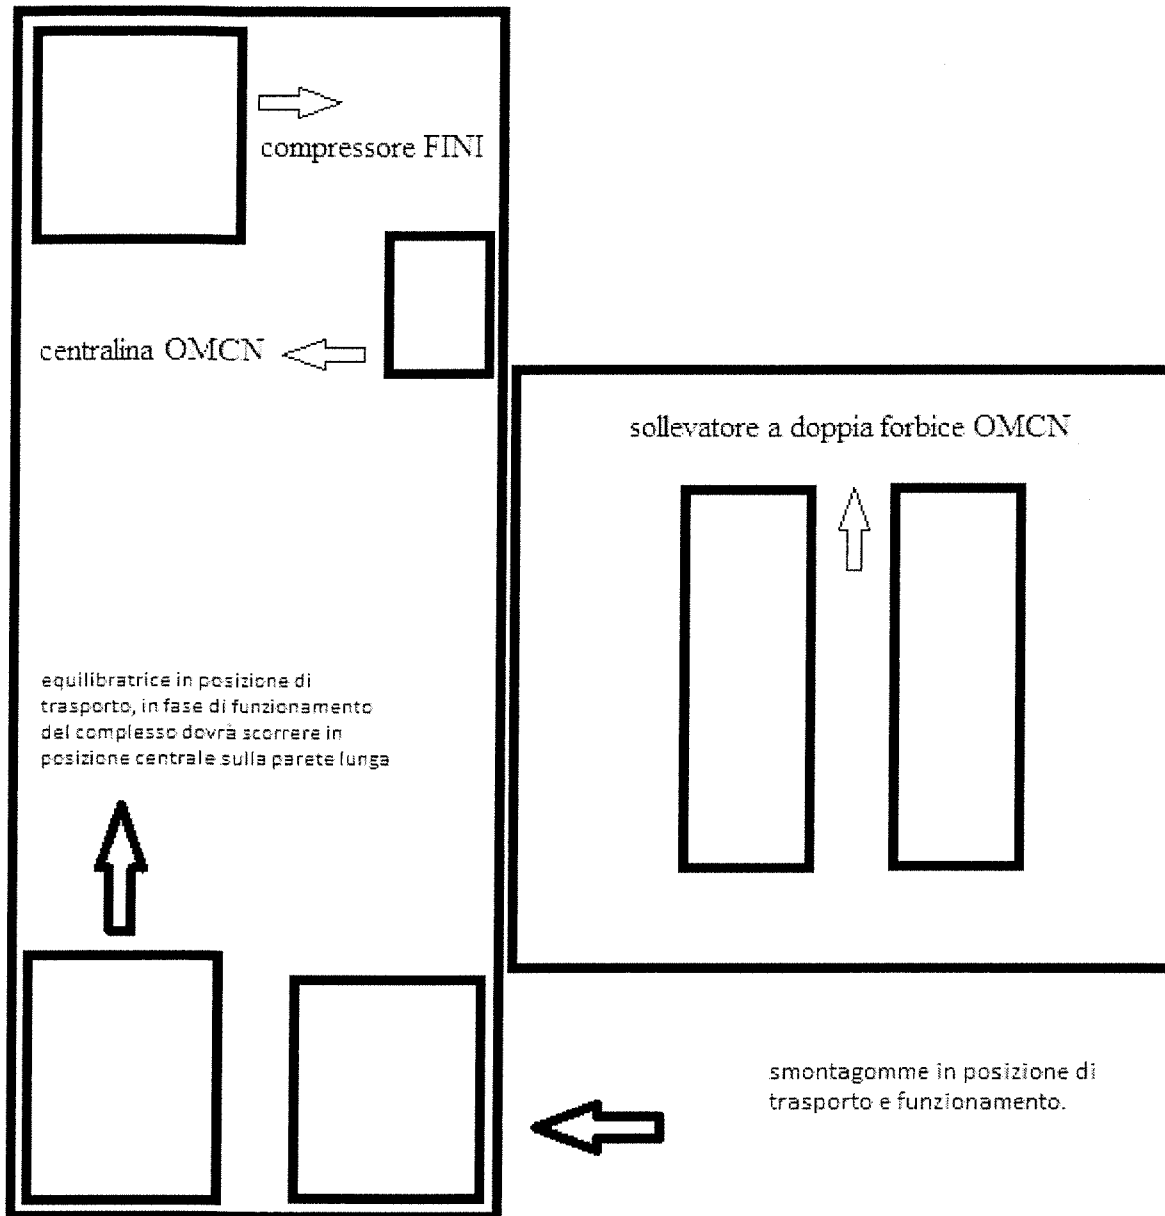 compressore FINI
centralina OMCN
sollevatore a doppia forbice OMCN
equilibratrice in posizione di
trasporto, in fase di funzionamento
del complesso dovrà scorrere in
posizione centrale sulla parete lunga
smontagomme in posizione di
trasporto e funzionamento.